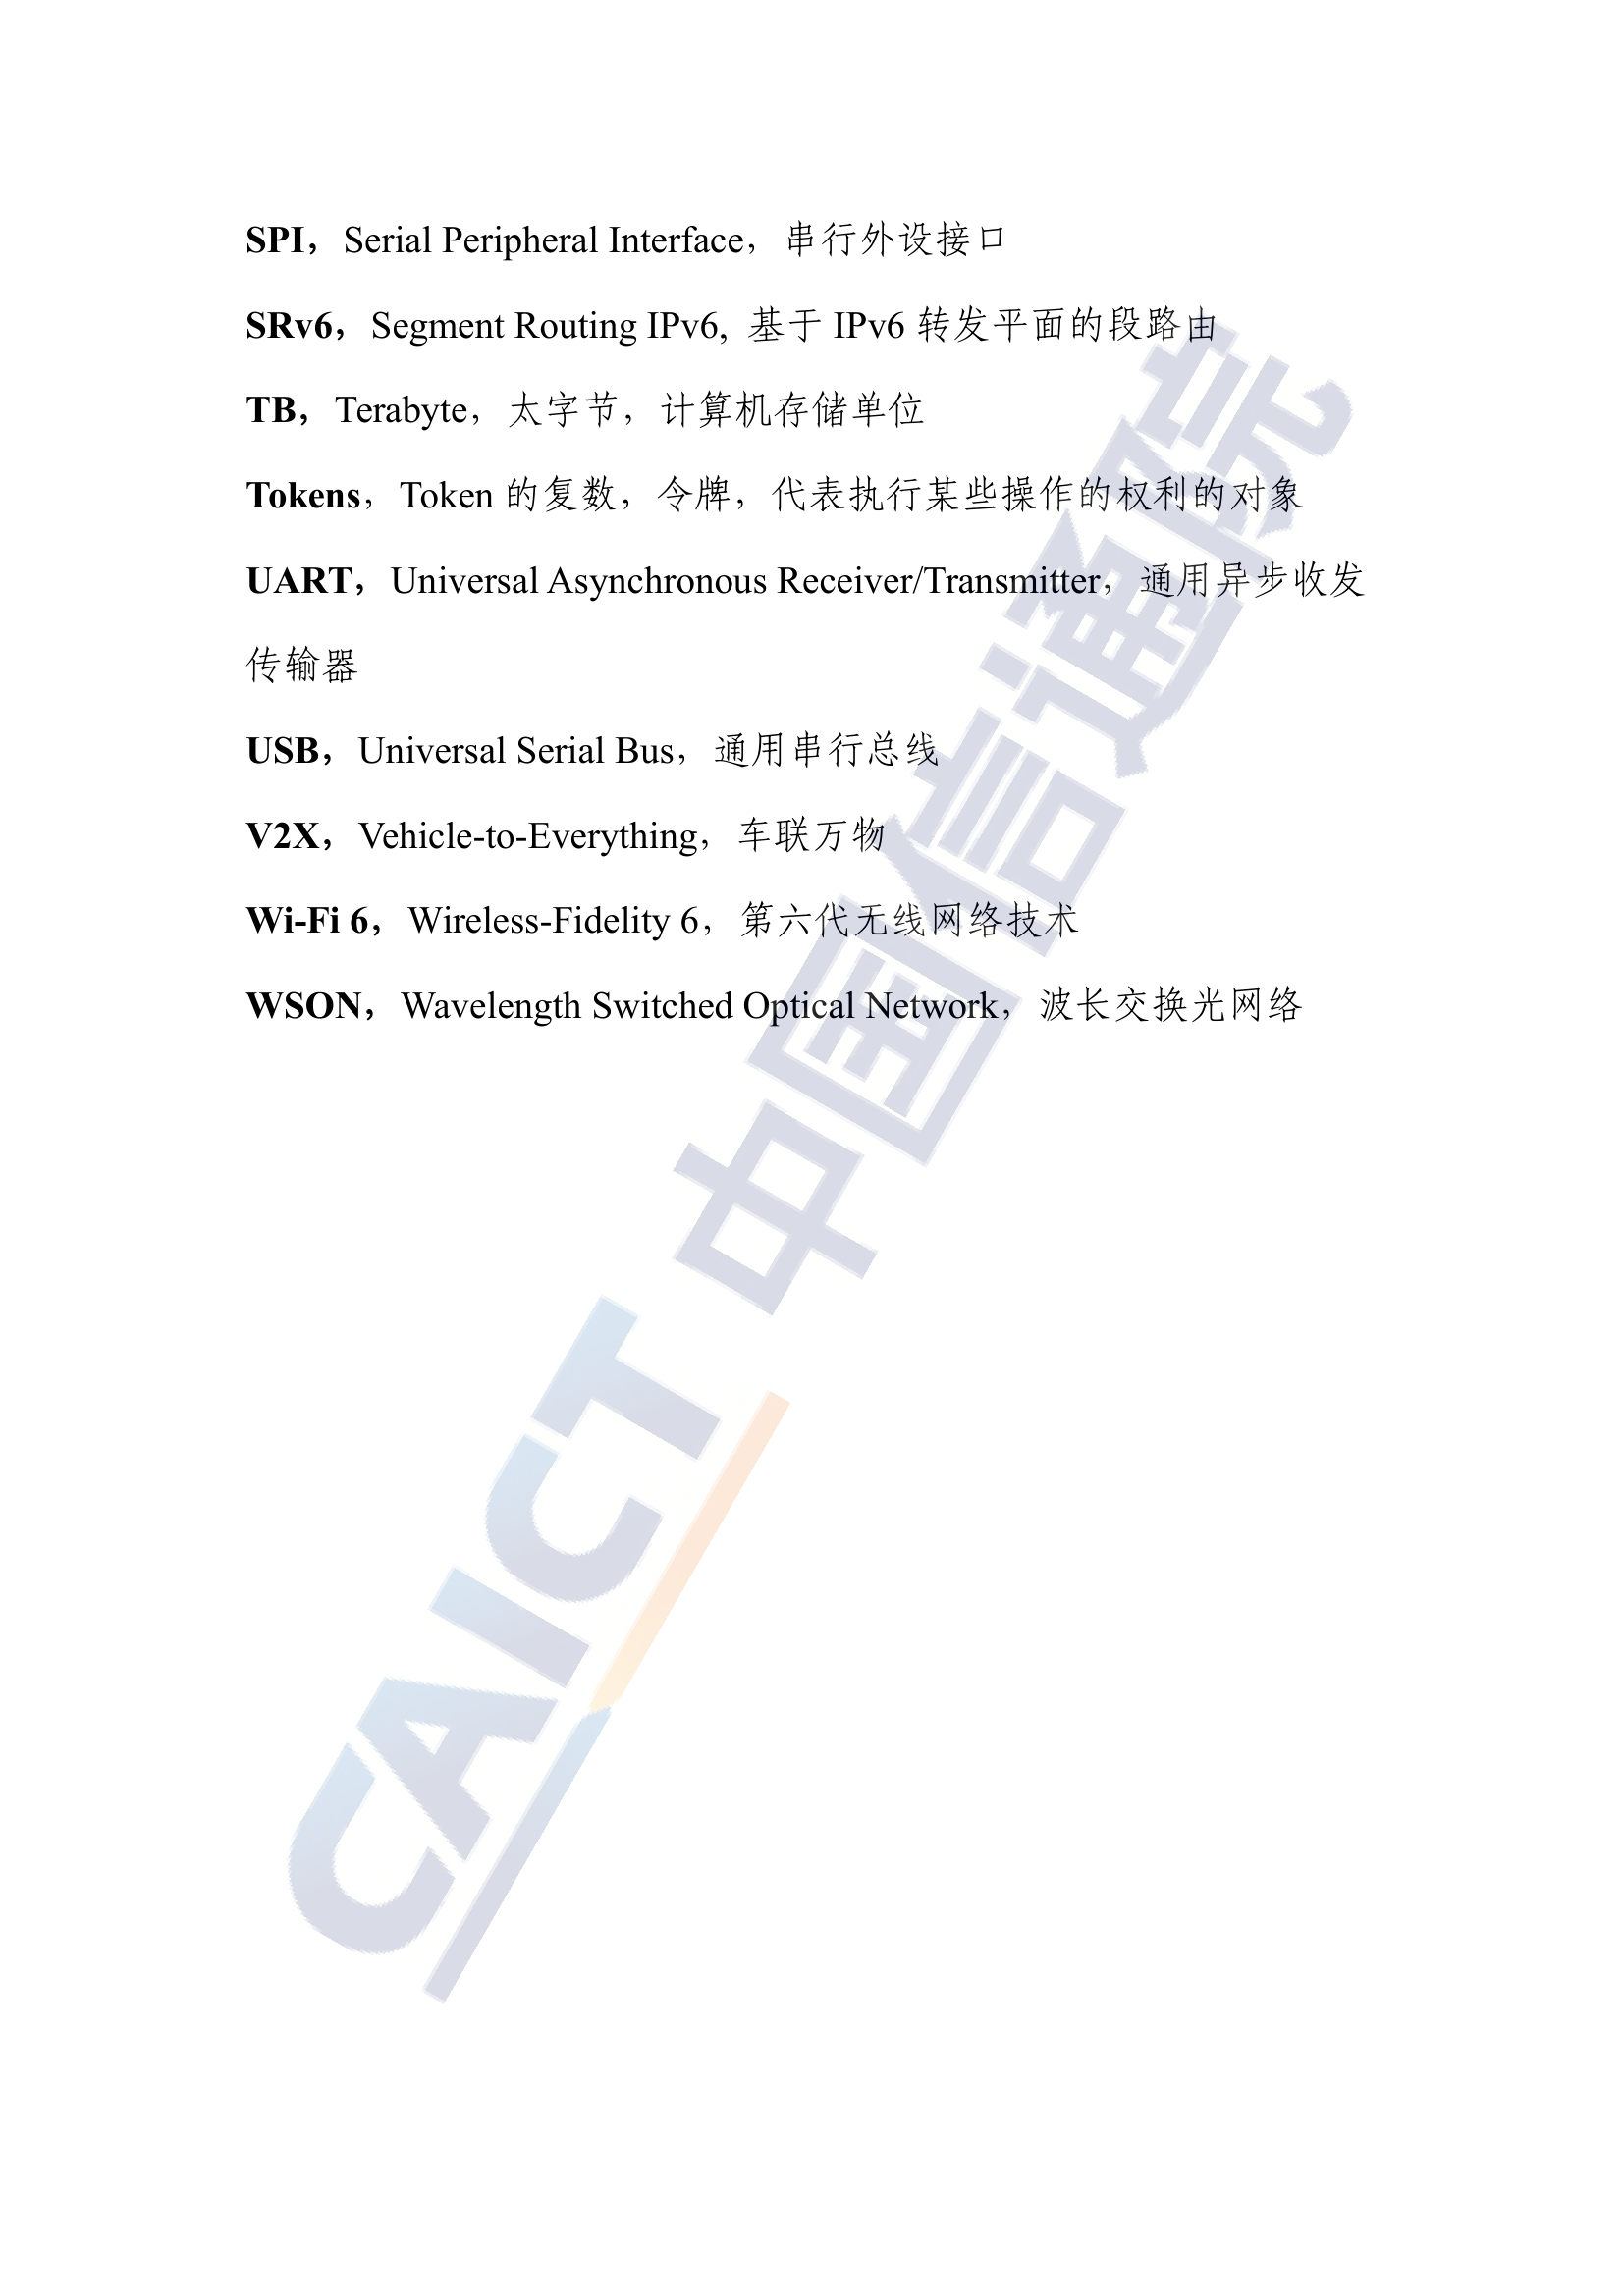 SPI，Serial Peripheral Interface，串行外设接口
SRv6，Segment Routing IPv6, 基于 IPv6 转发平面的段路由
TB，Terabyte，太字节，计算机存储单位
Tokens，Token 的复数，令牌，代表执行某些操作的权利的对象
UART，Universal Asynchronous Receiver/Transmitter，通用异步收发
传输器
USB，Universal Serial Bus，通用串行总线
V2X，Vehicle-to-Everything，车联万物
Wi-Fi 6，Wireless-Fidelity 6，第六代无线网络技术
WSON，Wavelength Switched Optical Network，波长交换光网络
CAICT 中国信通院